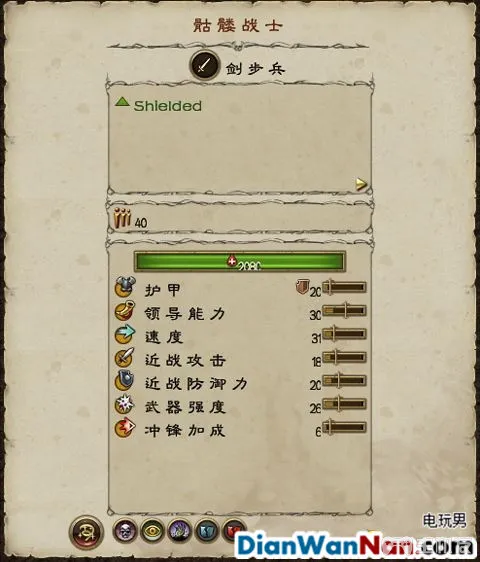 骷髅战士
剑步兵
Shielded
40
2080
护甲 20
领导能力 30
速度 31
近战攻击 18
近战防御力 20
武器强度 26
冲锋加成 6
电玩男
DianWanNan.com